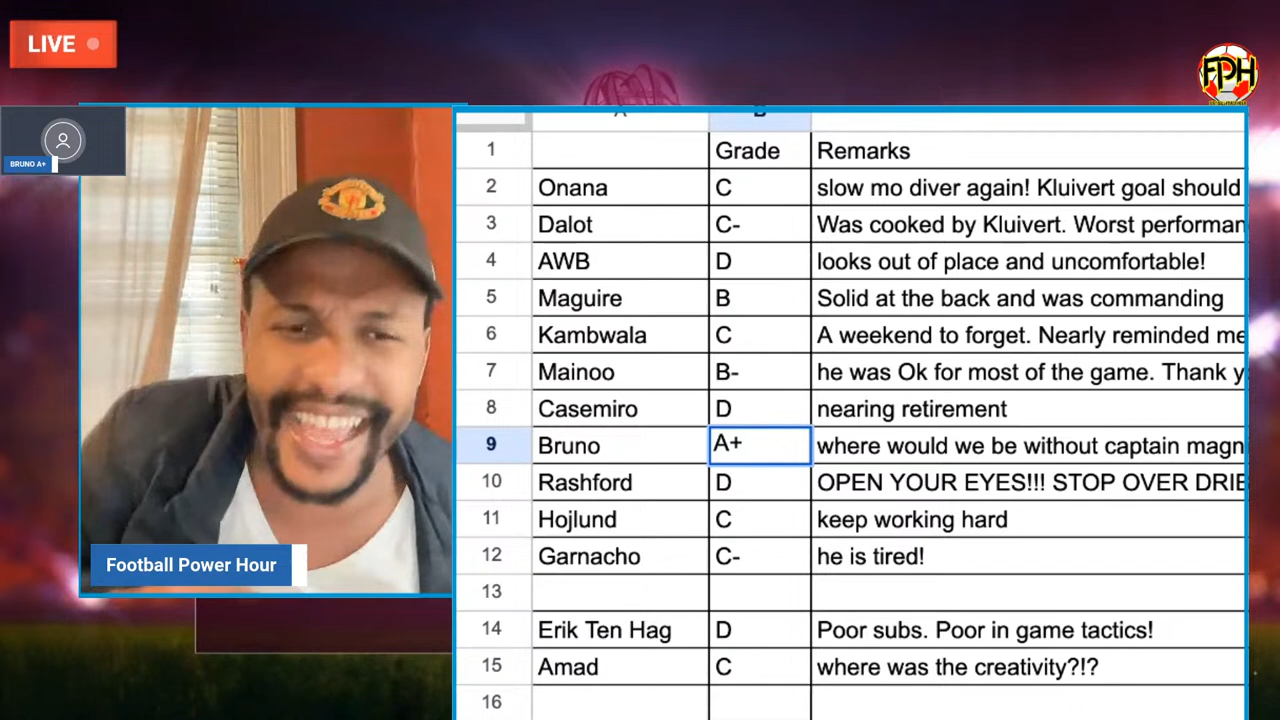 LIVE
FPH
BRUNO A+
Football Power Hour
1 Grade Remarks
2 Onana C slow mo diver again! Kluivert goal should
3 Dalot C- Was cooked by Kluivert. Worst performan
4 AWB D looks out of place and uncomfortable!
5 Maguire B Solid at the back and was commanding
6 Kambwala C A weekend to forget. Nearly reminded me
7 Mainoo B- he was Ok for most of the game. Thank y
8 Casemiro D nearing retirement
9 Bruno A+ where would we be without captain magn
10 Rashford D OPEN YOUR EYES!!! STOP OVER DRIB
11 Hojlund C keep working hard
12 Garnacho C- he is tired!
13
14 Erik Ten Hag D Poor subs. Poor in game tactics!
15 Amad C where was the creativity?!?
16